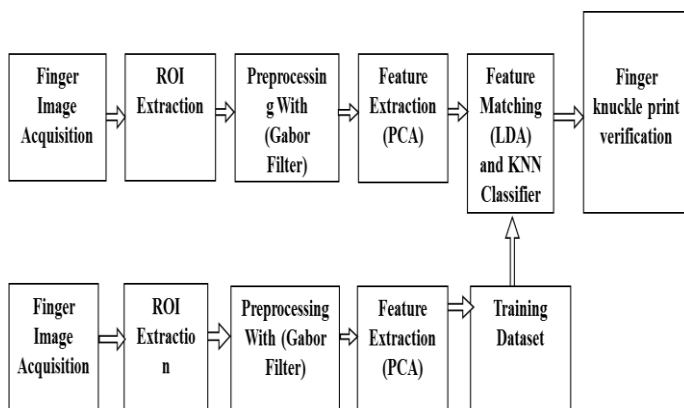 Finger
Image
Acquisition
ROI
Extraction
Preprocessin
g With
(Gabor
Filter)
Feature
Extraction
(PCA)
Feature
Matching
(LDA)
and KNN
Classifier
Finger
knuckle print
verification
Finger
Image
Acquisition
ROI
Extractio
n
Preprocessing
With (Gabor
Filter)
Feature
Extraction
(PCA)
Training
Dataset